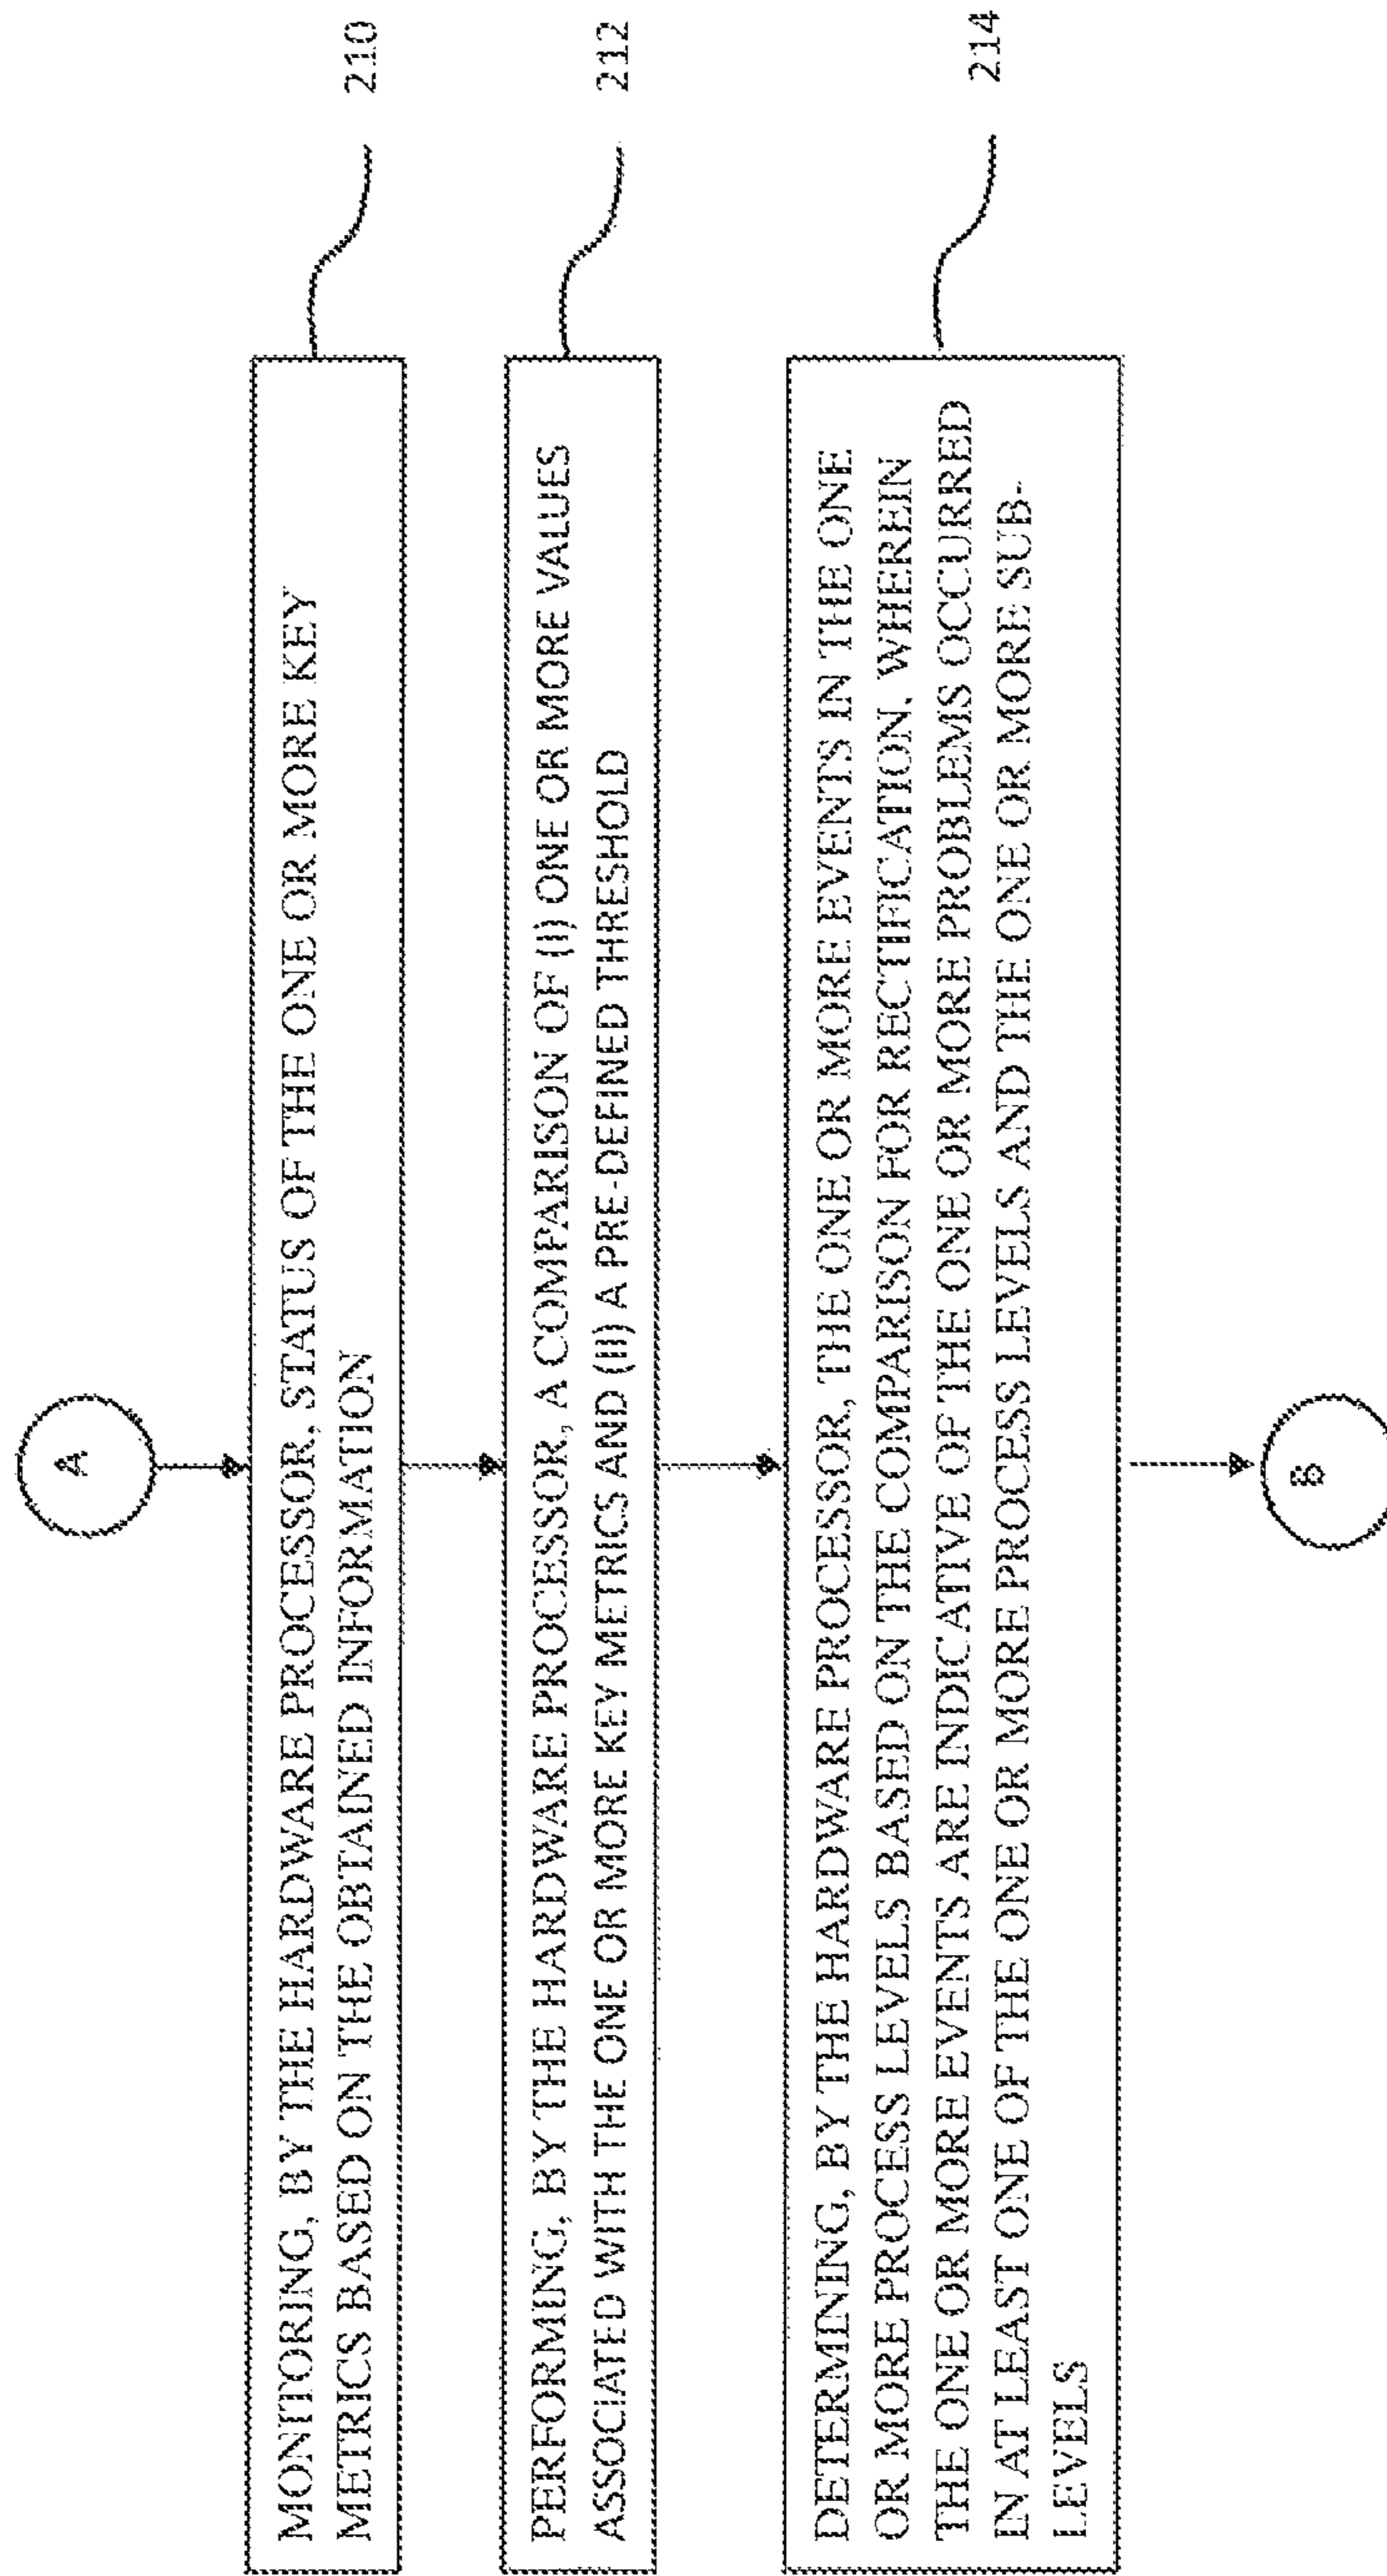 A
MONITORING, BY THE HARDWARE PROCESSOR, STATUS OF THE ONE OR MORE KEY
METRICS BASED ON THE OBTAINED INFORMATION
210
PERFORMING, BY THE HARDWARE PROCESSOR, A COMPARISON OF (I) ONE OR MORE VALUES
ASSOCIATED WITH THE ONE OR MORE KEY METRICS AND (II) A PRE-DEFINED THRESHOLD
212
DETERMINING, BY THE HARDWARE PROCESSOR, THE ONE OR MORE EVENTS IN THE ONE
OR MORE PROCESS LEVELS BASED ON THE COMPARISON FOR RECTIFICATION, WHEREIN
THE ONE OR MORE EVENTS ARE INDICATIVE OF THE ONE OR MORE PROBLEMS OCCURRED
IN AT LEAST ONE OF THE ONE OR MORE PROCESS LEVELS AND THE ONE OR MORE SUB-
LEVELS
214
B